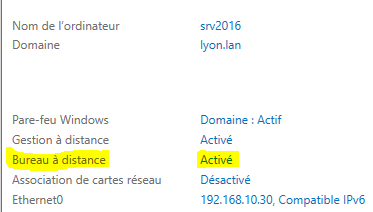 Nom de l'ordinateur srv2016
Domaine lyon.lan
Pare-feu Windows Domaine : Actif
Gestion à distance Activé
Bureau à distance Activé
Association de cartes réseau Désactivé
Ethernet0 192.168.10.30, Compatible IPv6